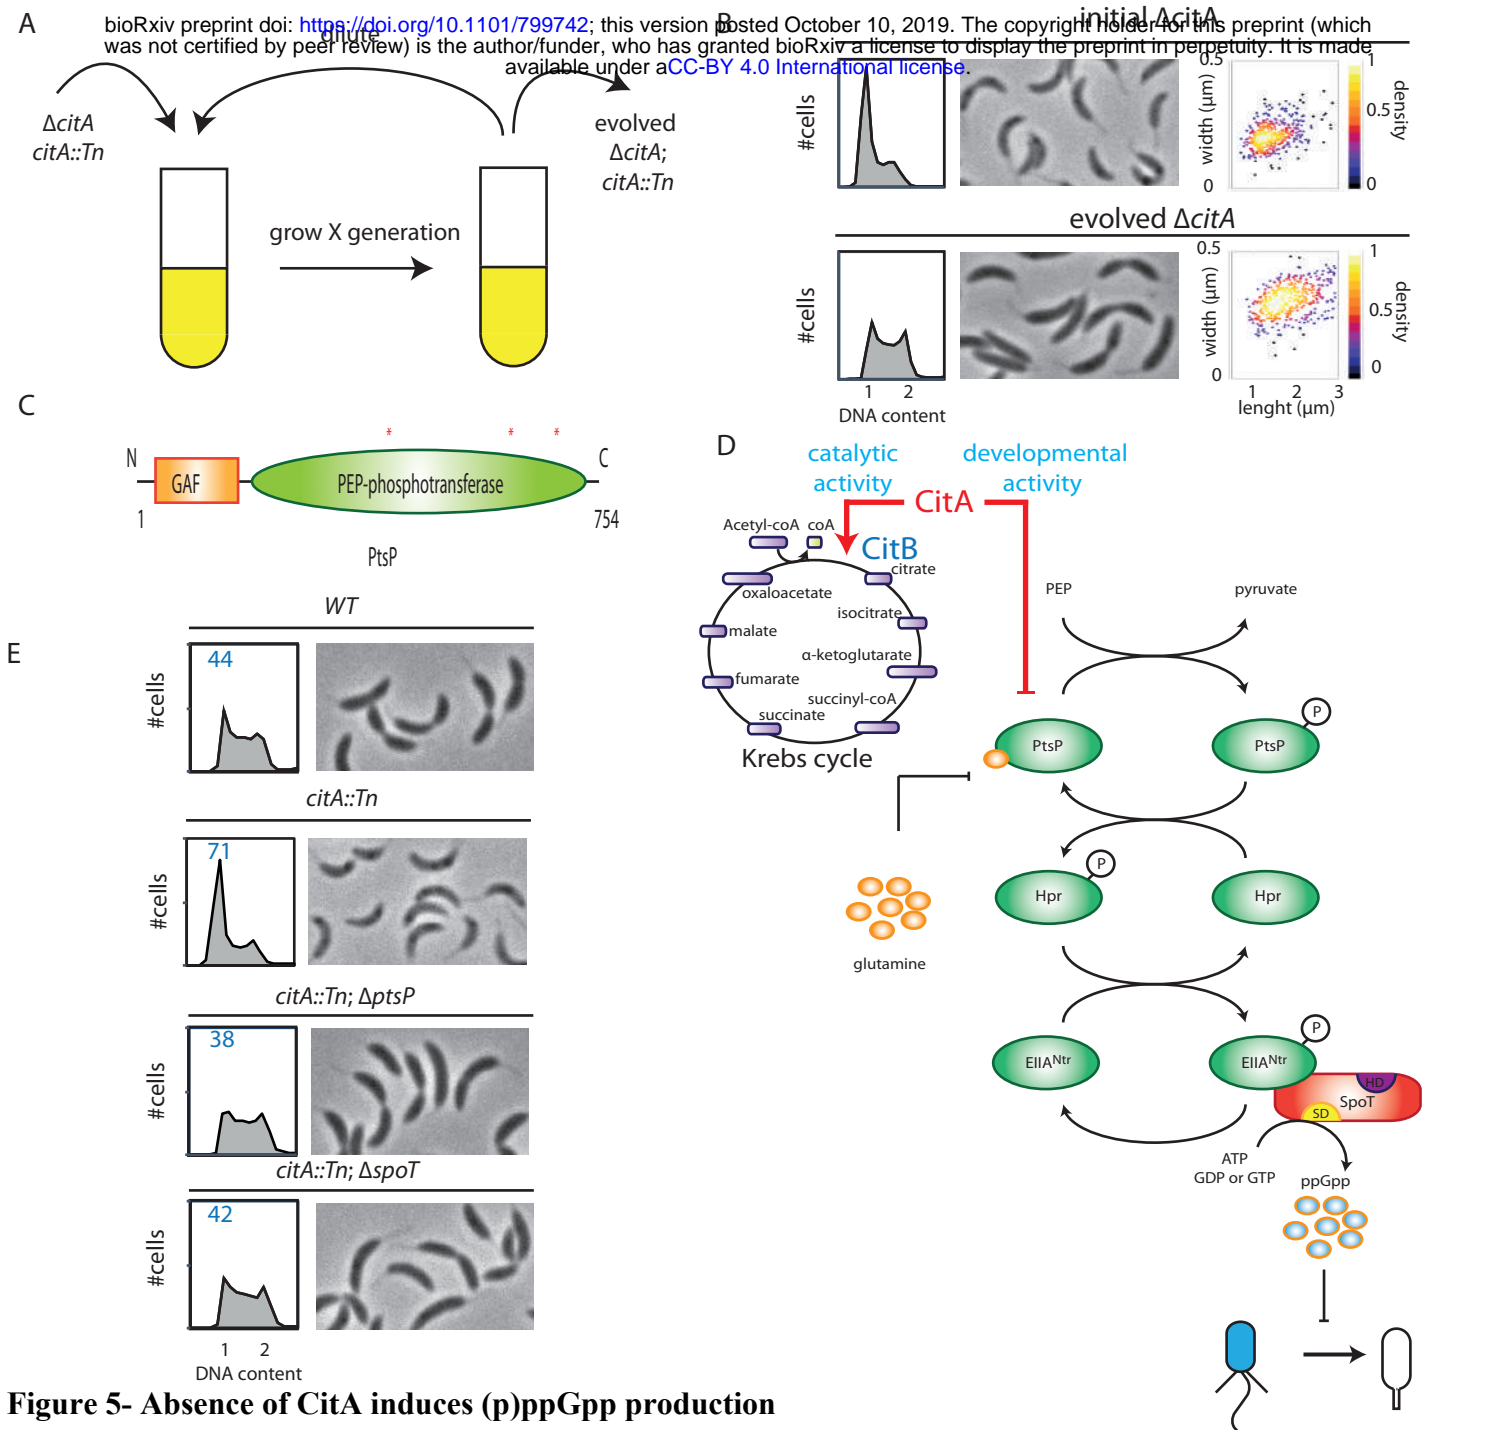 bioRxiv preprint doi: https://doi.org/10.1101/799742; this version posted October 10, 2019. The copyright holder for this preprint (which
was not certified by peer review) is the author/funder, who has granted bioRxiv a license to display the preprint in perpetuity. It is made
available under aCC-BY 4.0 International license.
A
dilute
ΔcitA
citA::Tn
evolved
ΔcitA;
citA::Tn
grow X generation
B
initial ΔcitA
#cells
0.5
width (µm)
0
1
0.5
0
density
evolved ΔcitA
#cells
1 2
DNA content
0.5
width (µm)
0
1 2 3
lenght (µm)
1
0.5
0
density
C
* * *
N
GAF
PEP-phosphotransferase
C
1
754
PtsP
D
catalytic
activity
developmental
activity
CitA
Acetyl-coA
coA
CitB
citrate
oxaloacetate
isocitrate
malate
α-ketoglutarate
fumarate
succinyl-coA
succinate
Krebs cycle
PEP
pyruvate
PtsP
PtsP
P
glutamine
Hpr
P
Hpr
EIIANtr
EIIANtr
P
HD
SpoT
SD
ATP
GDP or GTP
ppGpp
E
WT
#cells
44
citA::Tn
#cells
71
citA::Tn; ΔptsP
#cells
38
citA::Tn; ΔspoT
#cells
42
1 2
DNA content
Figure 5- Absence of CitA induces (p)ppGpp production